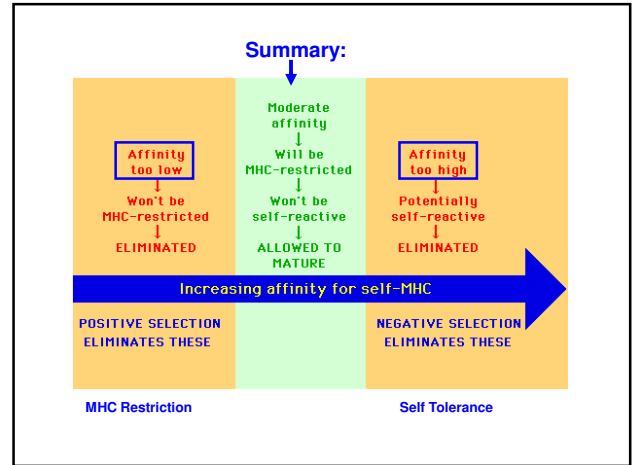 Summary:
Affinity
too low
↓
Won't be
MHC-restricted
↓
ELIMINATED
Moderate
affinity
↓
Will be
MHC-restricted
↓
Won't be
self-reactive
↓
ALLOWED TO
MATURE
Affinity
too high
↓
Potentially
self-reactive
↓
ELIMINATED
Increasing affinity for self-MHC
POSITIVE SELECTION
ELIMINATES THESE
NEGATIVE SELECTION
ELIMINATES THESE
MHC Restriction
Self Tolerance